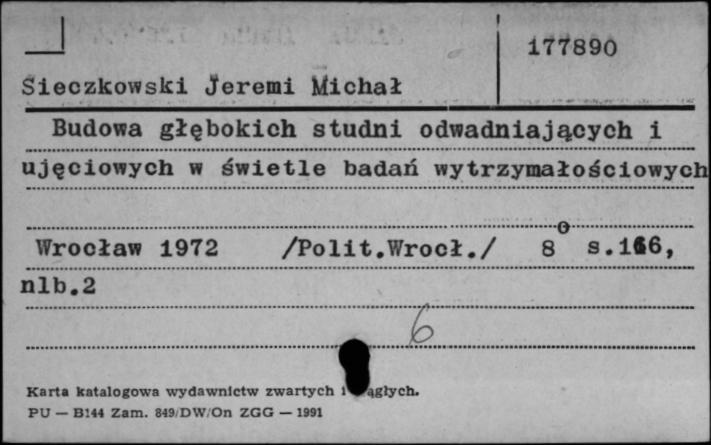 177890
Sieczkowski Jeremi Michał
Budowa głębokich studni odwadniających i
ujęciowych w świetle badań wytrzymałościowych
Wrocław 1972 /Polit.Wrocł./ 8° s.166,
nlb.2
6
Karta katalogowa wydawnictw zwartych i
PU — B144 Zam. 849/DW/On ZGG — 1991